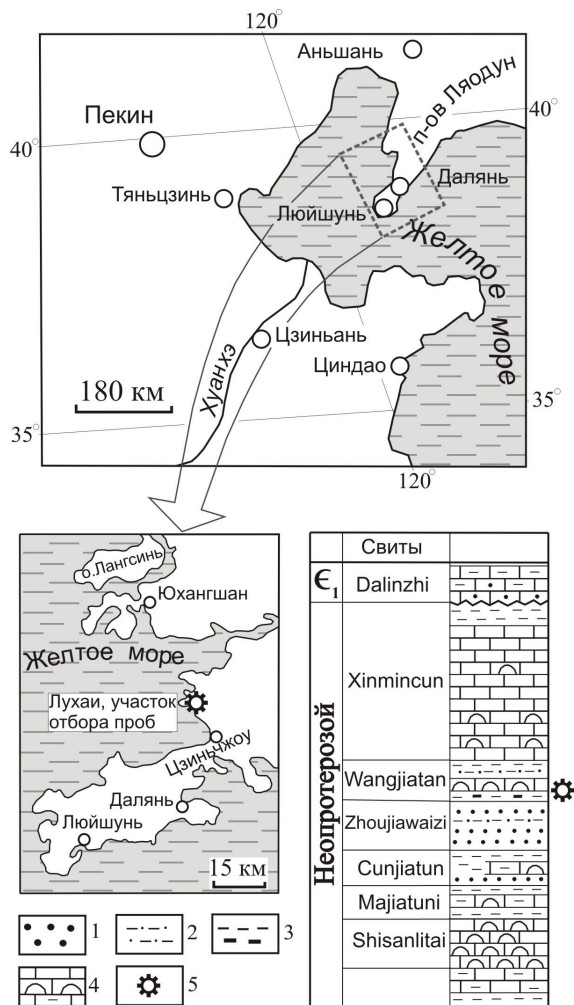 120°
Аньшань
п-ов Ляодун
40°
Пекин
40°
Тяньцзинь
Далянь
Люйшунь
Желтое море
Цзиньань
Хуанхэ
Циндао
180 км
35°
35°
120°
о.Лангсинь
Юхангшан
Желтое море
Лухаи, участок
отбора проб
Цзиньчжоу
Далянь
Люйшунь
15 км
1
2
3
4
5
Свиты
Є₁
Dalinzhi
Неопротерозой
Xinmincun
Wangjiatan
Zhoujiawaizi
Cunjiatun
Majiatuni
Shisanlitai